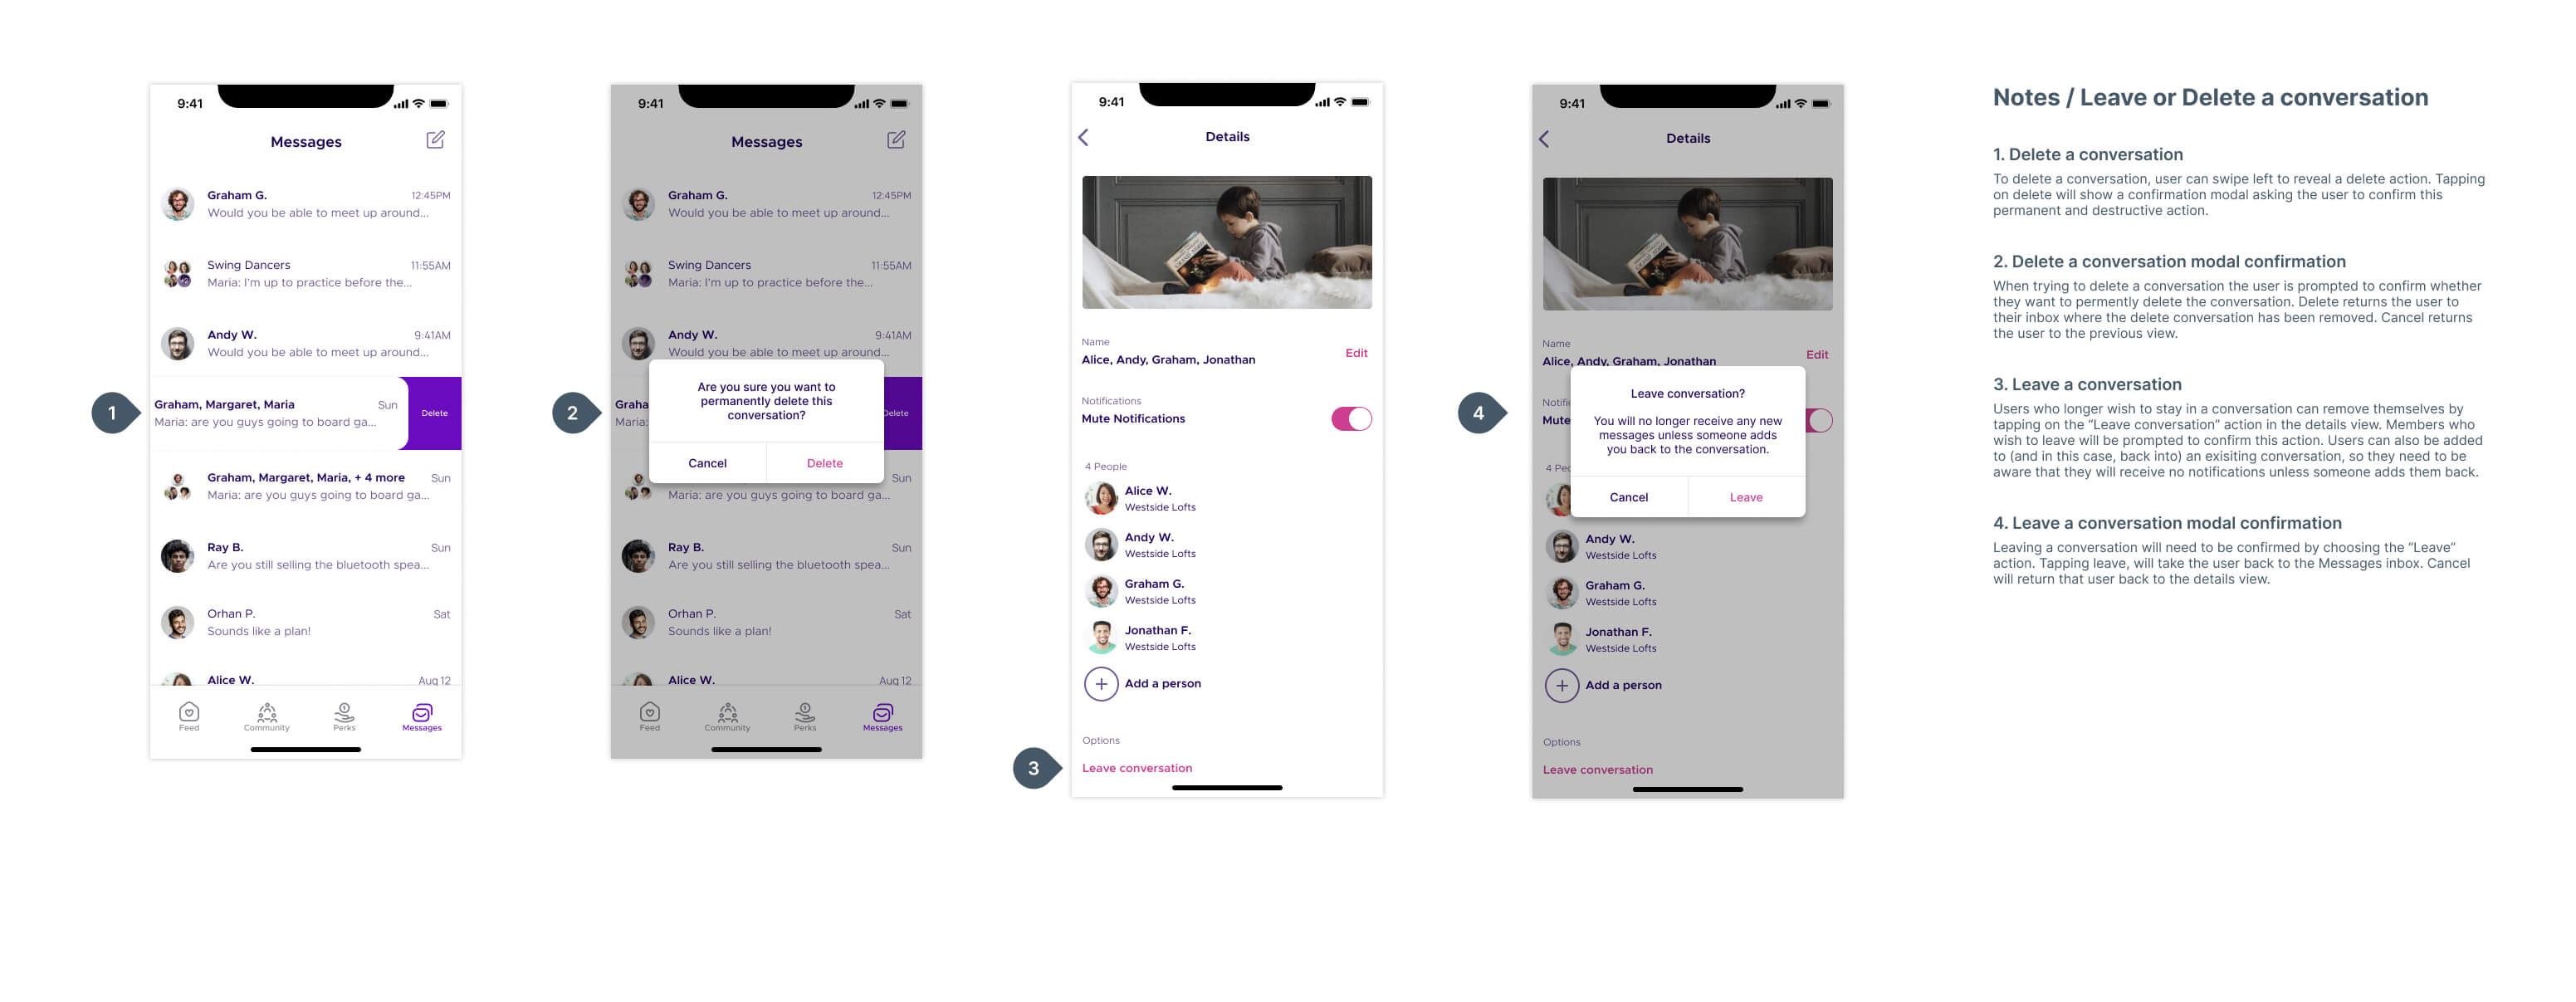 9:41
Messages
Graham G.
12:45PM
Would you be able to meet up around...
Swing Dancers
11:55AM
Maria: I'm up to practice before the...
Andy W.
9:41AM
Would you be able to meet up around...
1
Graham, Margaret, Maria
Sun
Maria: are you guys going to board ga...
Delete
Graham, Margaret, Maria, + 4 more
Sun
Maria: are you guys going to board ga...
Ray B.
Sun
Are you still selling the bluetooth spea...
Orhan P.
Sat
Sounds like a plan!
Alice W.
Aug 12
Feed
Community
Perks
Messages
9:41
Messages
Graham G.
12:45PM
Would you be able to meet up around...
Swing Dancers
11:55AM
Maria: I'm up to practice before the...
Andy W.
9:41AM
Would you be able to meet up around...
2
Graha
Maria:
Delete
Are you sure you want to
permanently delete this
conversation?
Cancel
Delete
Sun
Maria: are you guys going to board ga...
Ray B.
Sun
Are you still selling the bluetooth spea...
Orhan P.
Sat
Sounds like a plan!
Alice W.
Aug 12
Feed
Community
Perks
Messages
9:41
Details
Name
Alice, Andy, Graham, Jonathan
Edit
Notifications
Mute Notifications
4 People
Alice W.
Westside Lofts
Andy W.
Westside Lofts
Graham G.
Westside Lofts
Jonathan F.
Westside Lofts
Add a person
Options
3
Leave conversation
9:41
Details
Name
Alice, Andy, Graham, Jonathan
Edit
Notifi
Mute
4
4 Peo
Leave conversation?
You will no longer receive any new
messages unless someone adds
you back to the conversation.
Cancel
Leave
Andy W.
Westside Lofts
Graham G.
Westside Lofts
Jonathan F.
Westside Lofts
Add a person
Options
Leave conversation
Notes / Leave or Delete a conversation
1. Delete a conversation
To delete a conversation, user can swipe left to reveal a delete action. Tapping
on delete will show a confirmation modal asking the user to confirm this
permanent and destructive action.
2. Delete a conversation modal confirmation
When trying to delete a conversation the user is prompted to confirm whether
they want to permently delete the conversation. Delete returns the user to
their inbox where the delete conversation has been removed. Cancel returns
the user to the previous view.
3. Leave a conversation
Users who longer wish to stay in a conversation can remove themselves by
tapping on the “Leave conversation” action in the details view. Members who
wish to leave will be prompted to confirm this action. Users can also be added
to (and in this case, back into) an exisiting conversation, so they need to be
aware that they will receive no notifications unless someone adds them back.
4. Leave a conversation modal confirmation
Leaving a conversation will need to be confirmed by choosing the “Leave”
action. Tapping leave, will take the user back to the Messages inbox. Cancel
will return that user back to the details view.